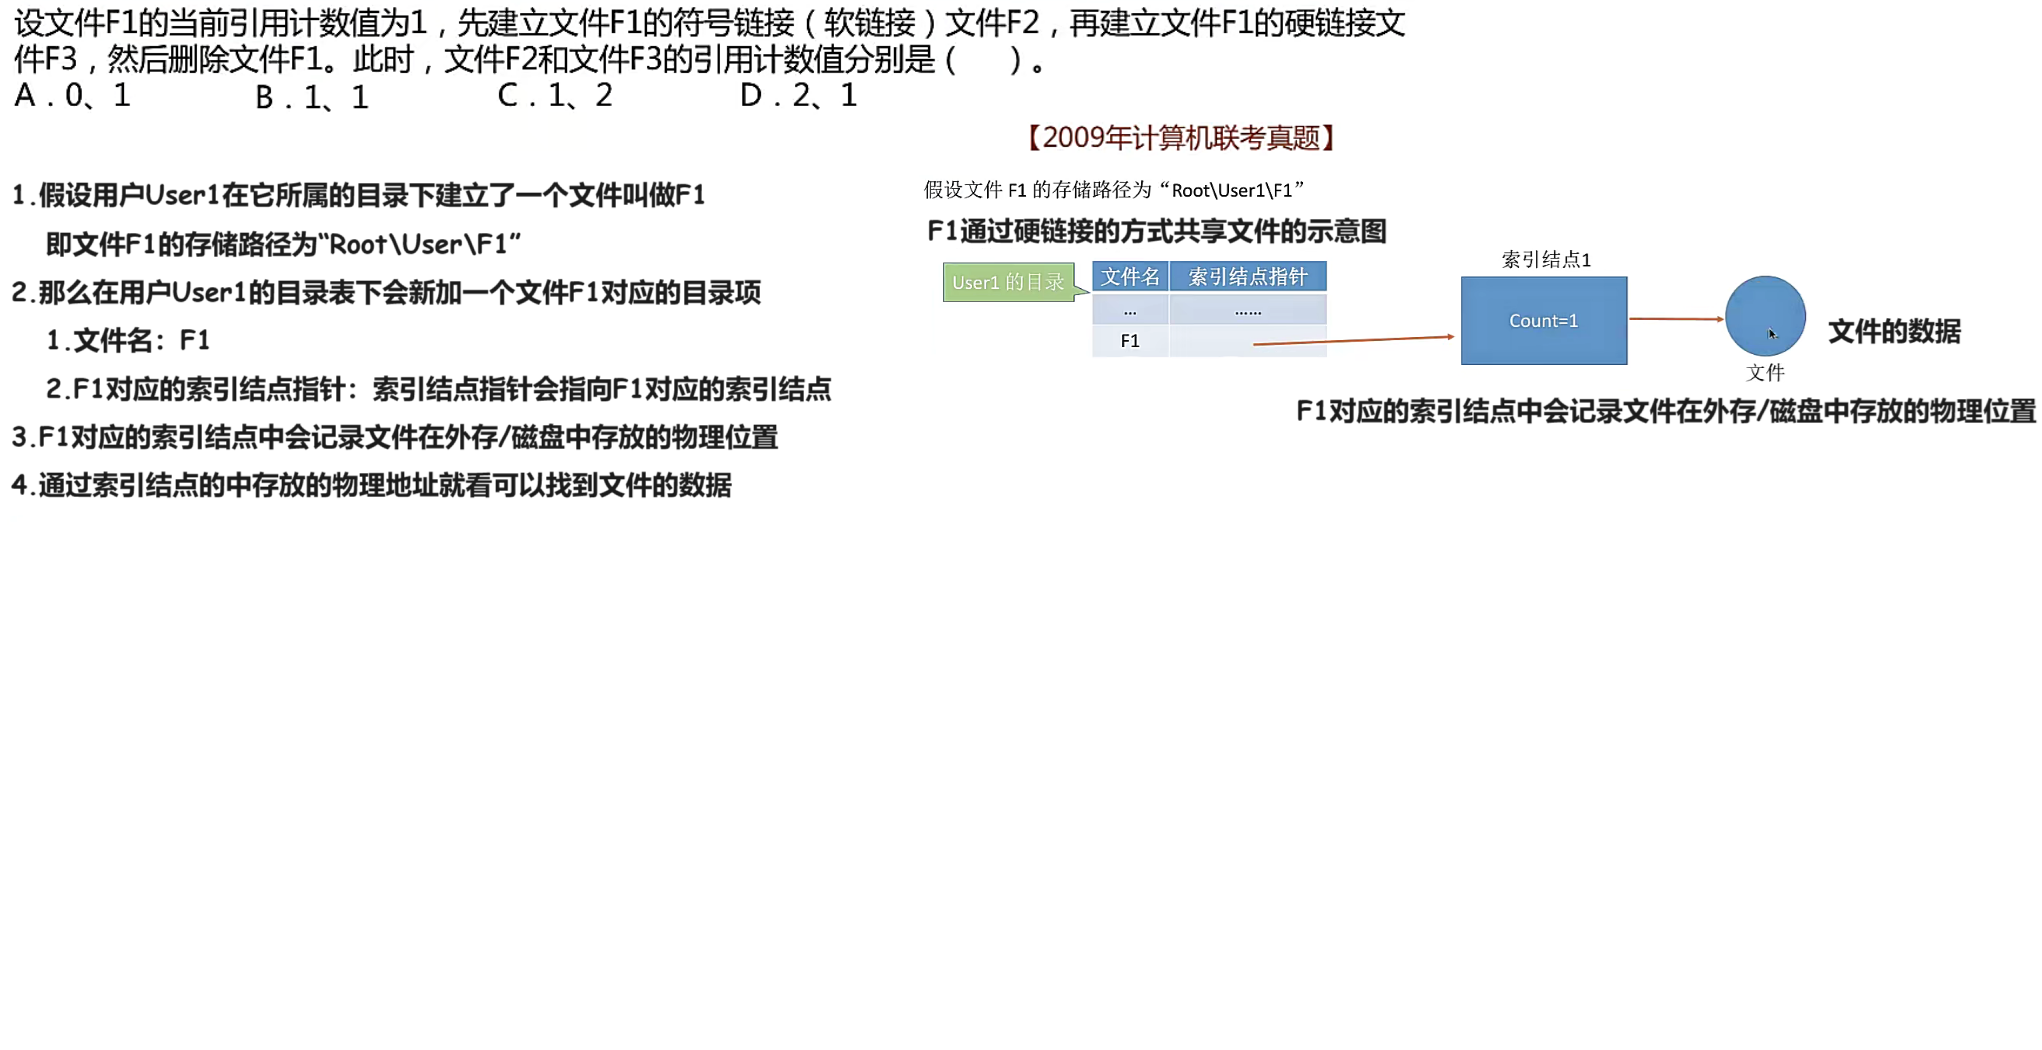 设文件F1的当前引用计数值为1，先建立文件F1的符号链接（软链接）文件F2，再建立文件F1的硬链接文
件F3，然后删除文件F1。此时，文件F2和文件F3的引用计数值分别是（　　）。
A．0、1　　B．1、1　　C．1、2　　D．2、1
【2009年计算机联考真题】
1.假设用户User1在它所属的目录下建立了一个文件叫做F1
即文件F1的存储路径为“Root\User\F1”
2.那么在用户User1的目录表下会新加一个文件F1对应的目录项
1.文件名：F1
2.F1对应的索引结点指针：索引结点指针会指向F1对应的索引结点
3.F1对应的索引结点中会记录文件在外存/磁盘中存放的物理位置
4.通过索引结点的中存放的物理地址就看可以找到文件的数据
假设文件 F1 的存储路径为“Root\User1\F1”
F1通过硬链接的方式共享文件的示意图
User1 的目录
文件名　索引结点指针
...　……
F1
索引结点1
Count=1
文件的数据
文件
F1对应的索引结点中会记录文件在外存/磁盘中存放的物理位置